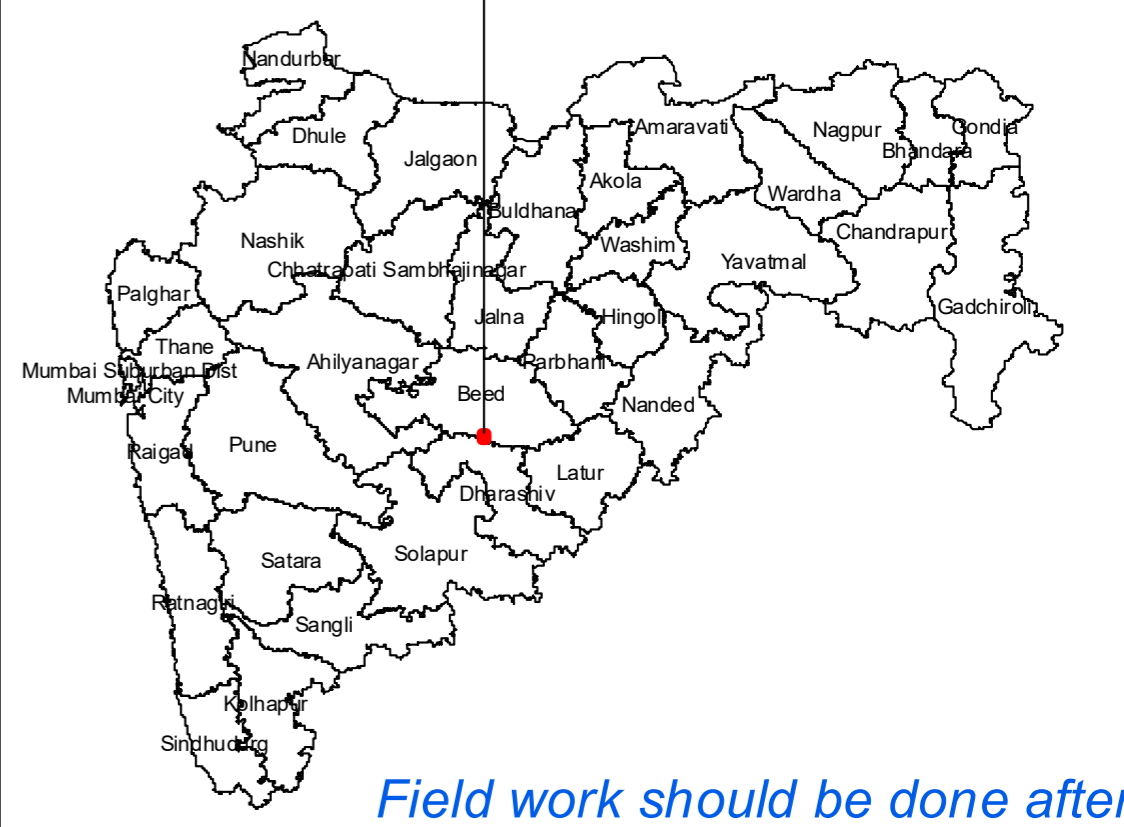 Nandurbar
Dhule
Jalgaon
Amaravati
Nagpur
Gondia
Bhandara
Akola
Wardha
Buldhana
Nashik
Washim
Chandrapur
Chhatrapati Sambhajinagar
Yavatmal
Palghar
Jalna
Hingoli
Gadchiroli
Thane
Ahilyanagar
Parbhani
Mumbai Suburban Dist
Mumbai City
Beed
Nanded
Pune
Raigad
Latur
Dharashiv
Satara
Solapur
Ratnagiri
Sangli
Kolhapur
Sindhudurg
Field work should be done after